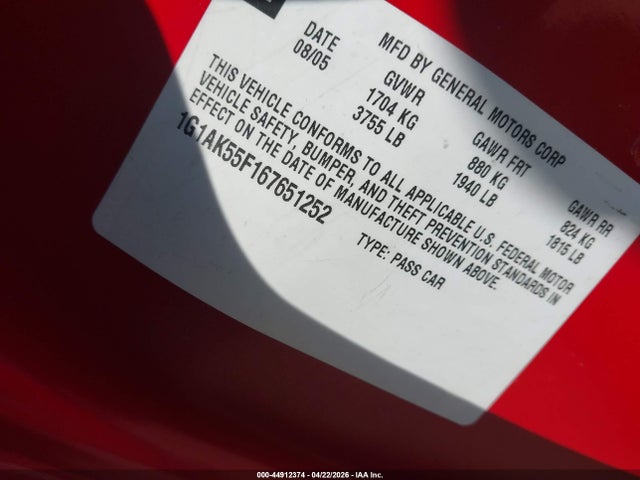 MFD BY GENERAL MOTORS CORP
DATE GVWR GAWR FRT GAWR RR
08/05 1704 KG 880 KG 824 KG
3755 LB 1940 LB 1815 LB
THIS VEHICLE CONFORMS TO ALL APPLICABLE U.S. FEDERAL MOTOR
VEHICLE SAFETY, BUMPER, AND THEFT PREVENTION STANDARDS IN
EFFECT ON THE DATE OF MANUFACTURE SHOWN ABOVE.
1G1AK55F167651252
TYPE: PASS CAR
000-44912374 - 04/22/2026 - IAA Inc.